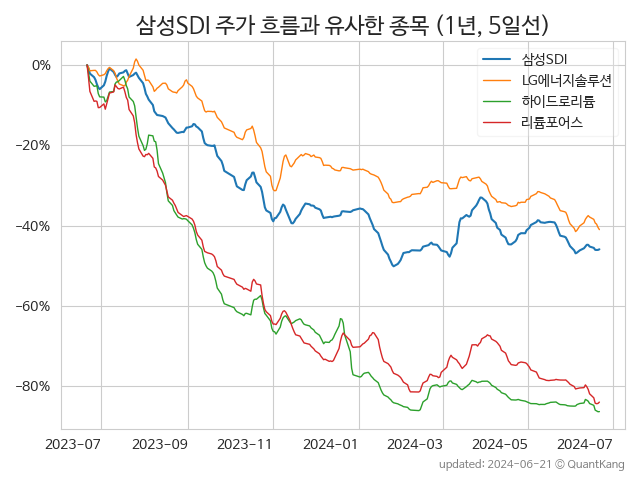 삼성SDI 주가 흐름과 유사한 종목 (1년, 5일선)
삼성SDI
LG에너지솔루션
하이드로리튬
리튬포어스
0%
−20%
−40%
−60%
−80%
2023-07 2023-09 2023-11 2024-01 2024-03 2024-05 2024-07
updated: 2024-06-21 © QuantKang